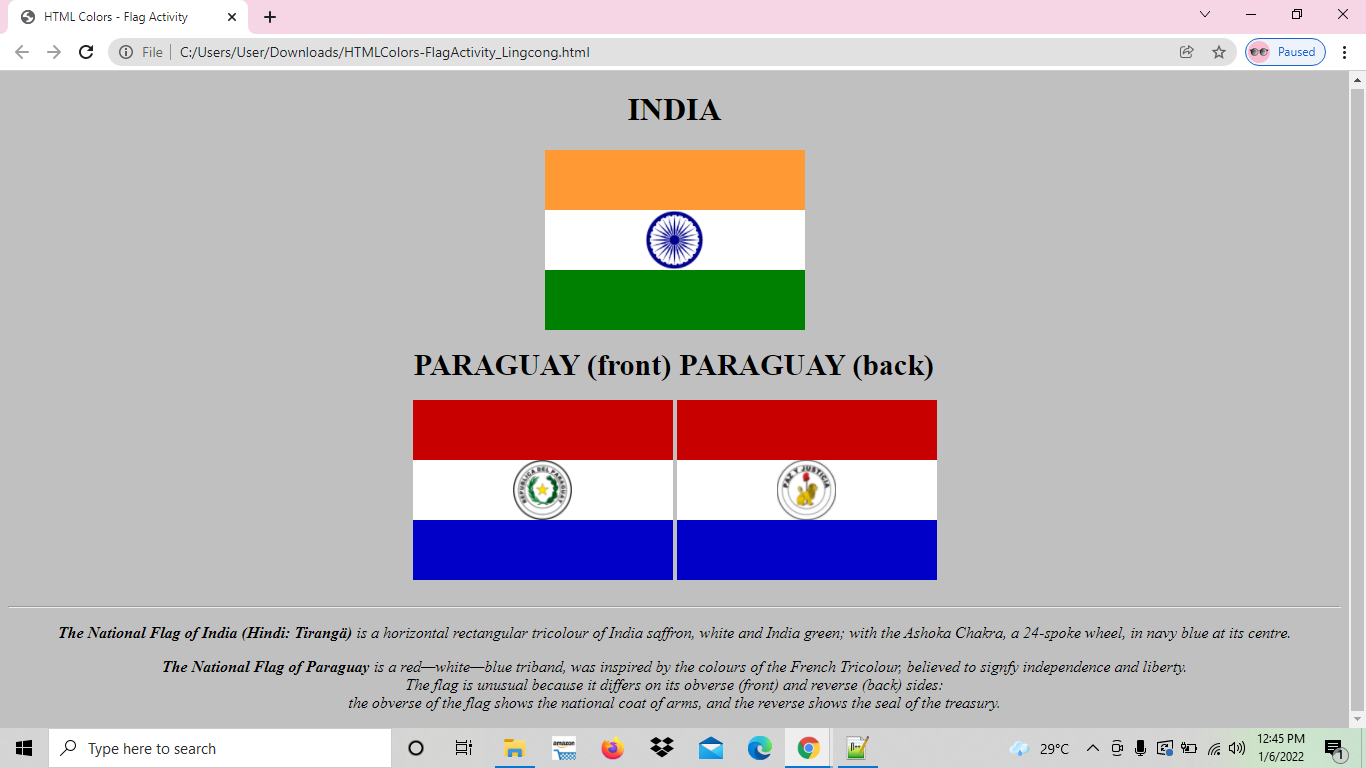 HTML Colors - Flag Activity
File
C:/Users/User/Downloads/HTMLColors-FlagActivity_Lingcong.html
Paused
INDIA
PARAGUAY (front) PARAGUAY (back)
REPUBLICA DEL PARAGUAY
PAZ Y JUSTICIA
The National Flag of India (Hindi: Tirangä) is a horizontal rectangular tricolour of India saffron, white and India green; with the Ashoka Chakra, a 24-spoke wheel, in navy blue at its centre.
The National Flag of Paraguay is a red—white—blue triband, was inspired by the colours of the French Tricolour, believed to signfy independence and liberty.
The flag is unusual because it differs on its obverse (front) and reverse (back) sides:
the obverse of the flag shows the national coat of arms, and the reverse shows the seal of the treasury.
Type here to search
amazon
29°C
12:45 PM
1/6/2022
1